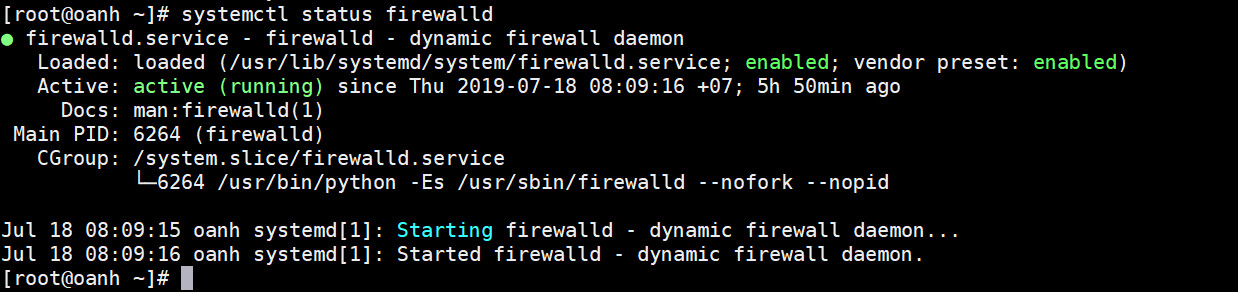 [root@oanh ~]# systemctl status firewalld
● firewalld.service - firewalld - dynamic firewall daemon
   Loaded: loaded (/usr/lib/systemd/system/firewalld.service; enabled; vendor preset: enabled)
   Active: active (running) since Thu 2019-07-18 08:09:16 +07; 5h 50min ago
     Docs: man:firewalld(1)
 Main PID: 6264 (firewalld)
   CGroup: /system.slice/firewalld.service
           └─6264 /usr/bin/python -Es /usr/sbin/firewalld --nofork --nopid

Jul 18 08:09:15 oanh systemd[1]: Starting firewalld - dynamic firewall daemon...
Jul 18 08:09:16 oanh systemd[1]: Started firewalld - dynamic firewall daemon.
[root@oanh ~]#